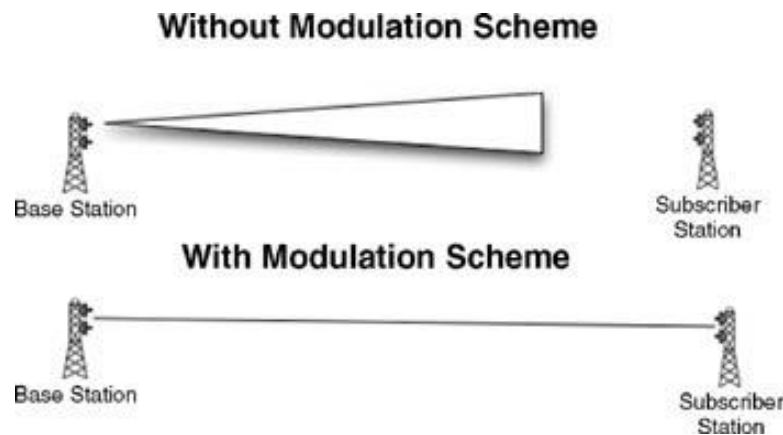 Without Modulation Scheme
Base Station
Subscriber
Station
With Modulation Scheme
Base Station
Subscriber
Station